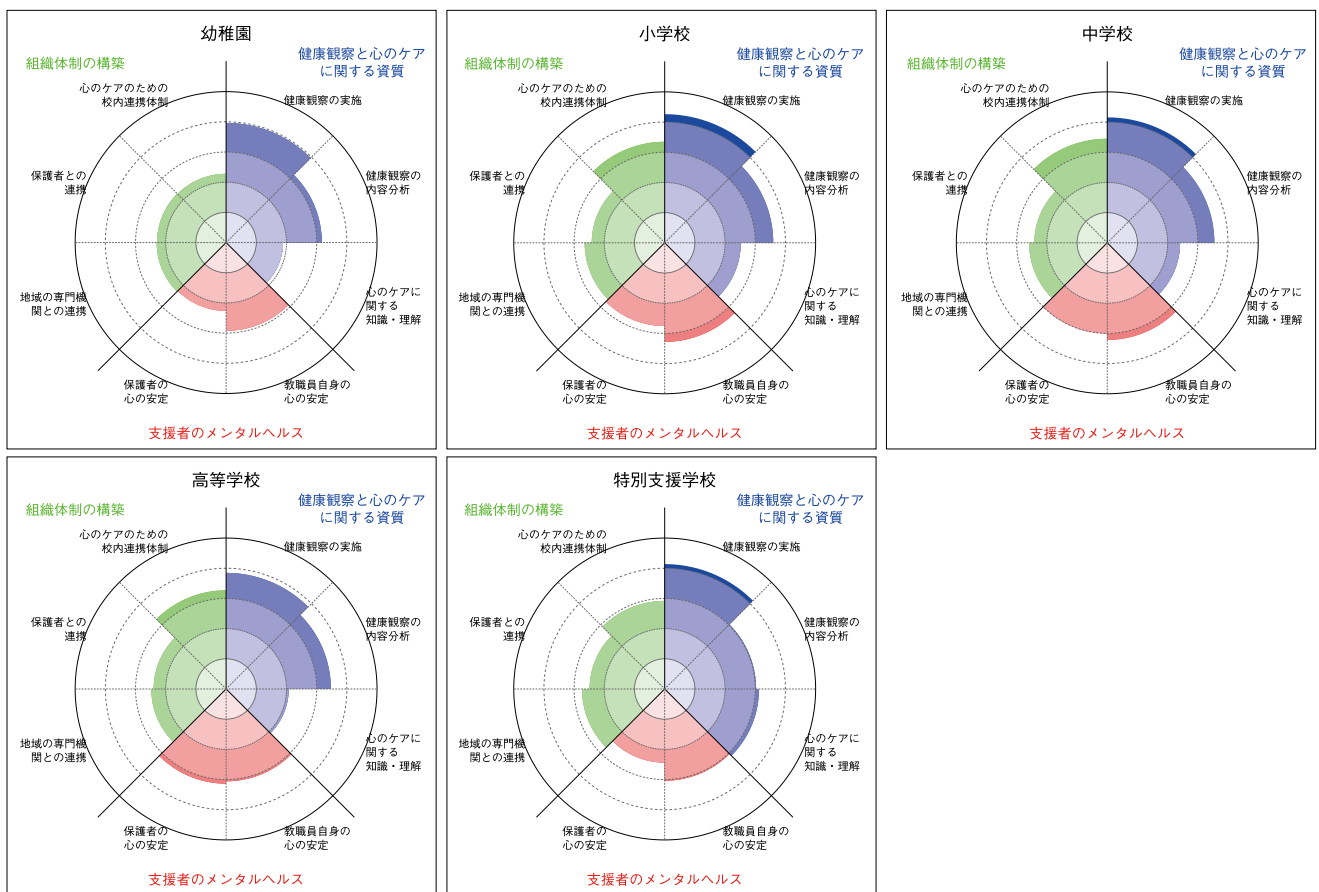 幼稚園
組織体制の構築
健康観察と心のケア
に関する資質
心のケアのための
校内連携体制
健康観察の実施
保護者との
連携
健康観察の
内容分析
地域の専門機
関との連携
心のケアに
関する
知識・理解
保護者の
心の安定
教職員自身の
心の安定
支援者のメンタルヘルス
小学校
組織体制の構築
健康観察と心のケア
に関する資質
心のケアのための
校内連携体制
健康観察の実施
保護者との
連携
健康観察の
内容分析
地域の専門機
関との連携
心のケアに
関する
知識・理解
保護者の
心の安定
教職員自身の
心の安定
支援者のメンタルヘルス
中学校
組織体制の構築
健康観察と心のケア
に関する資質
心のケアのための
校内連携体制
健康観察の実施
保護者との
連携
健康観察の
内容分析
地域の専門機
関との連携
心のケアに
関する
知識・理解
保護者の
心の安定
教職員自身の
心の安定
支援者のメンタルヘルス
高等学校
組織体制の構築
健康観察と心のケア
に関する資質
心のケアのための
校内連携体制
健康観察の実施
保護者との
連携
健康観察の
内容分析
地域の専門機
関との連携
心のケアに
関する
知識・理解
保護者の
心の安定
教職員自身の
心の安定
支援者のメンタルヘルス
特別支援学校
組織体制の構築
健康観察と心のケア
に関する資質
心のケアのための
校内連携体制
健康観察の実施
保護者との
連携
健康観察の
内容分析
地域の専門機
関との連携
心のケアに
関する
知識・理解
保護者の
心の安定
教職員自身の
心の安定
支援者のメンタルヘルス